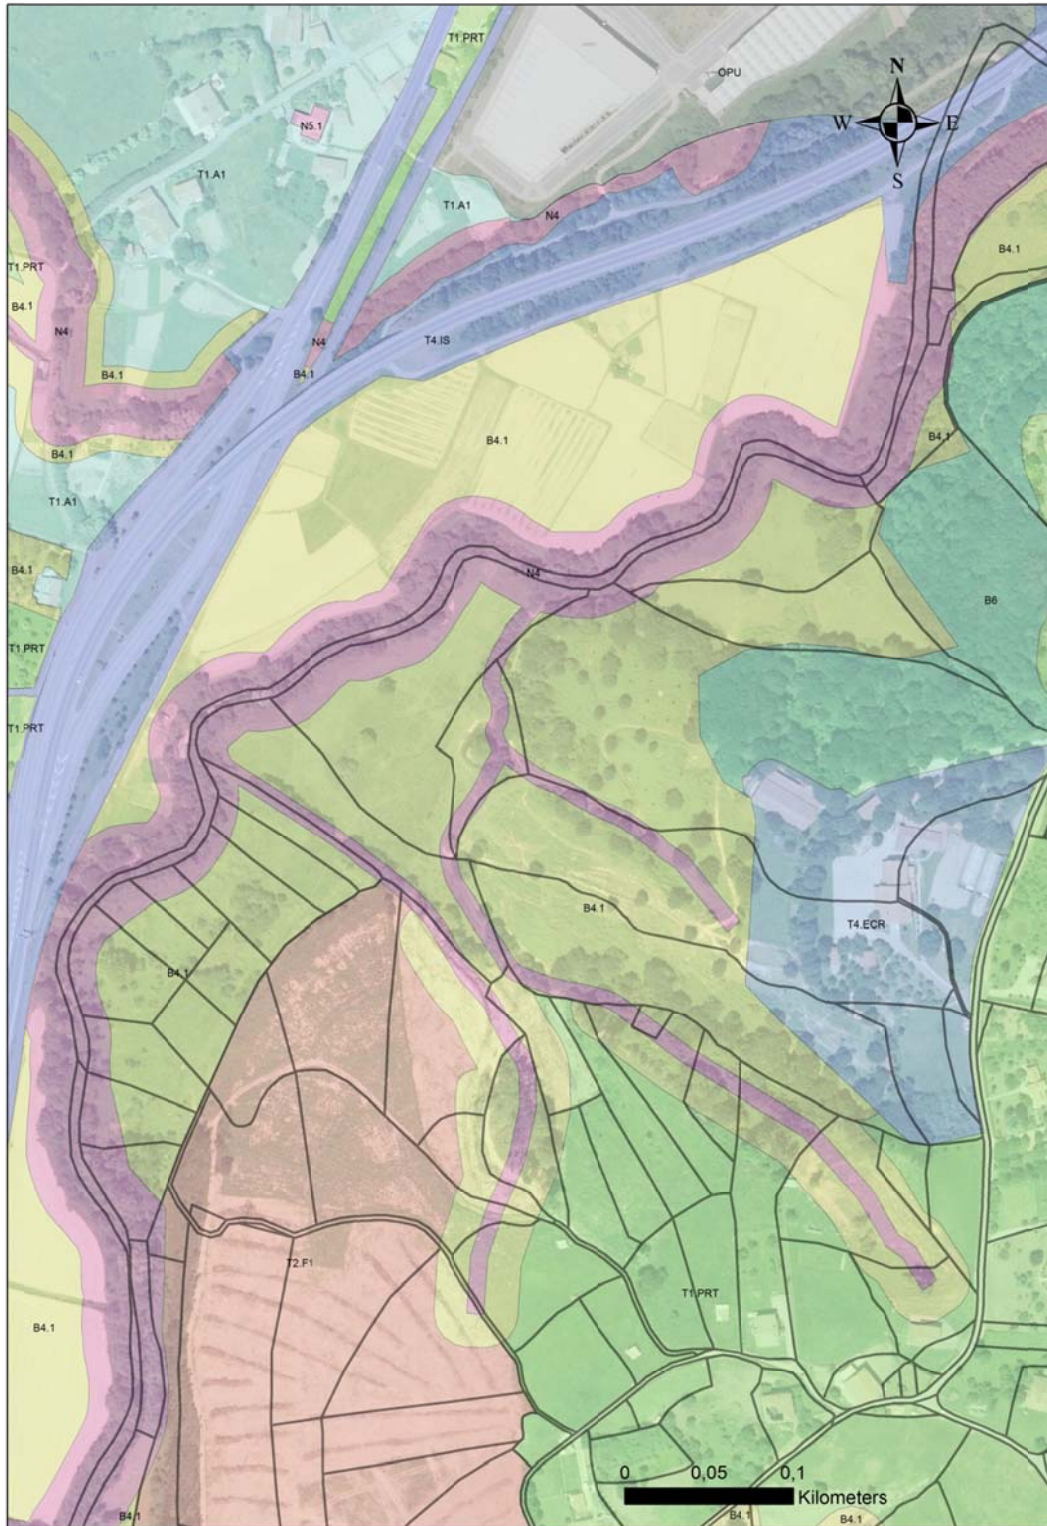 T1.PRT
OPU
N
W E
S
N5.1
T1.A1
T1.A1
N4
B4.1
T1.PRT
B4.1
N4
N4
T4.IS
B4.1
B4.1
B4.1
B4.1
B4.1
T1.A1
B4.1
N4
B6
T1.PRT
T1.PRT
B4.1
T4.ECR
B4.1
T2.F1
T1.PRT
B4.1
0 0,05 0,1
Kilometers
B4.1
B4.1
B4.1